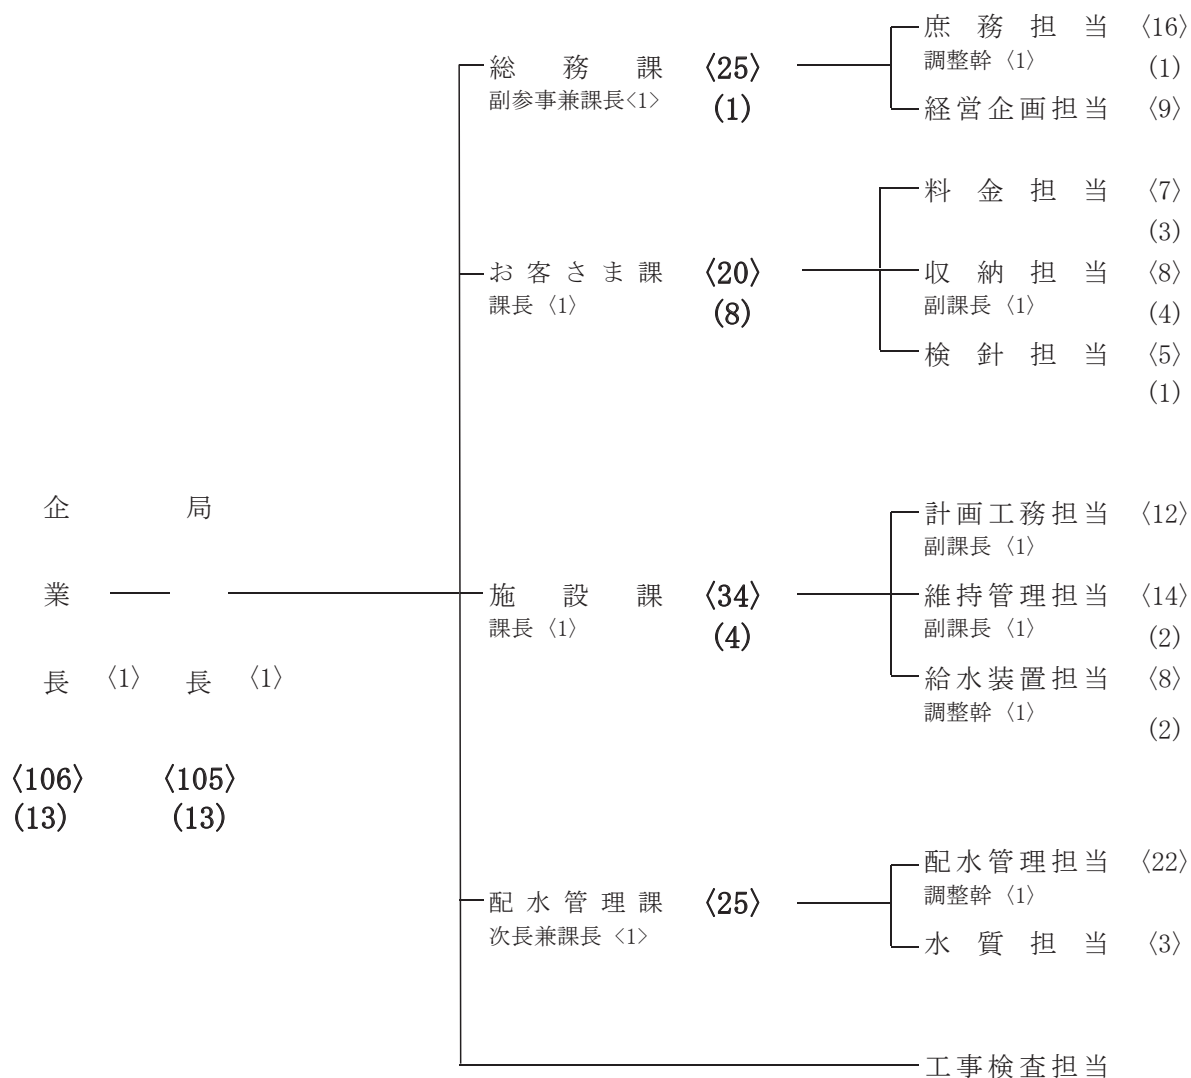 企業長 〈1〉
〈106〉
(13)
局長 〈1〉
〈105〉
(13)
総務課 〈25〉
副参事兼課長<1>
(1)
庶務担当 〈16〉
調整幹 〈1〉
(1)
経営企画担当 〈9〉
お客さま課 〈20〉
課長 〈1〉
(8)
料金担当 〈7〉
(3)
収納担当 〈8〉
副課長 〈1〉
(4)
検針担当 〈5〉
(1)
施設課 〈34〉
課長 〈1〉
(4)
計画工務担当 〈12〉
副課長 〈1〉
維持管理担当 〈14〉
副課長 〈1〉
(2)
給水装置担当 〈8〉
調整幹 〈1〉
(2)
配水管理課 〈25〉
次長兼課長 <1>
配水管理担当 〈22〉
調整幹 〈1〉
水質担当 〈3〉
工事検査担当